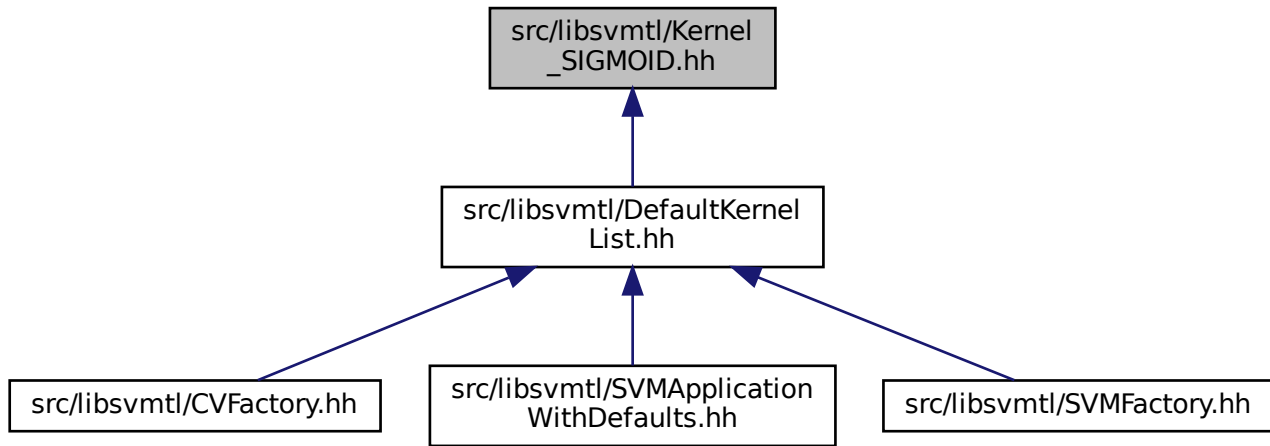 src/libsvmtl/Kernel
_SIGMOID.hh
src/libsvmtl/DefaultKernel
List.hh
src/libsvmtl/CVFactory.hh
src/libsvmtl/SVMApplication
WithDefaults.hh
src/libsvmtl/SVMFactory.hh